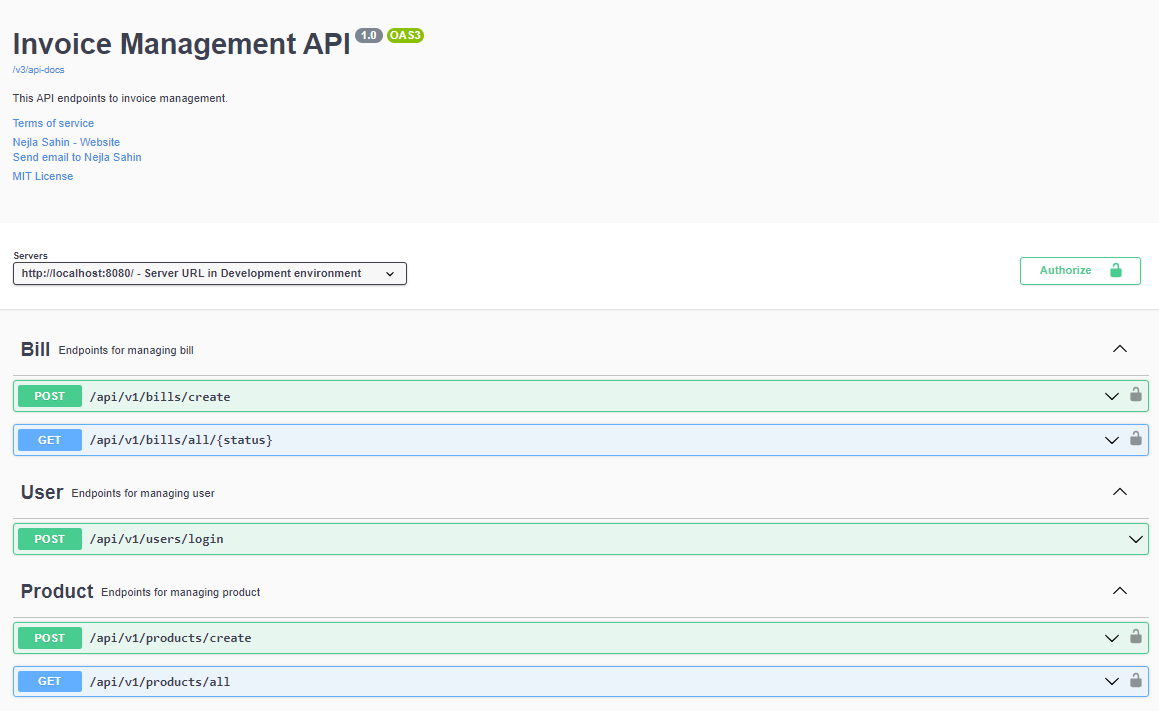 Invoice Management API 1.0 OAS3
/v3/api-docs
This API endpoints to invoice management.
Terms of service
Nejla Sahin - Website
Send email to Nejla Sahin
MIT License
Servers
http://localhost:8080/ - Server URL in Development environment
Authorize
Bill Endpoints for managing bill
POST /api/v1/bills/create
GET /api/v1/bills/all/{status}
User Endpoints for managing user
POST /api/v1/users/login
Product Endpoints for managing product
POST /api/v1/products/create
GET /api/v1/products/all